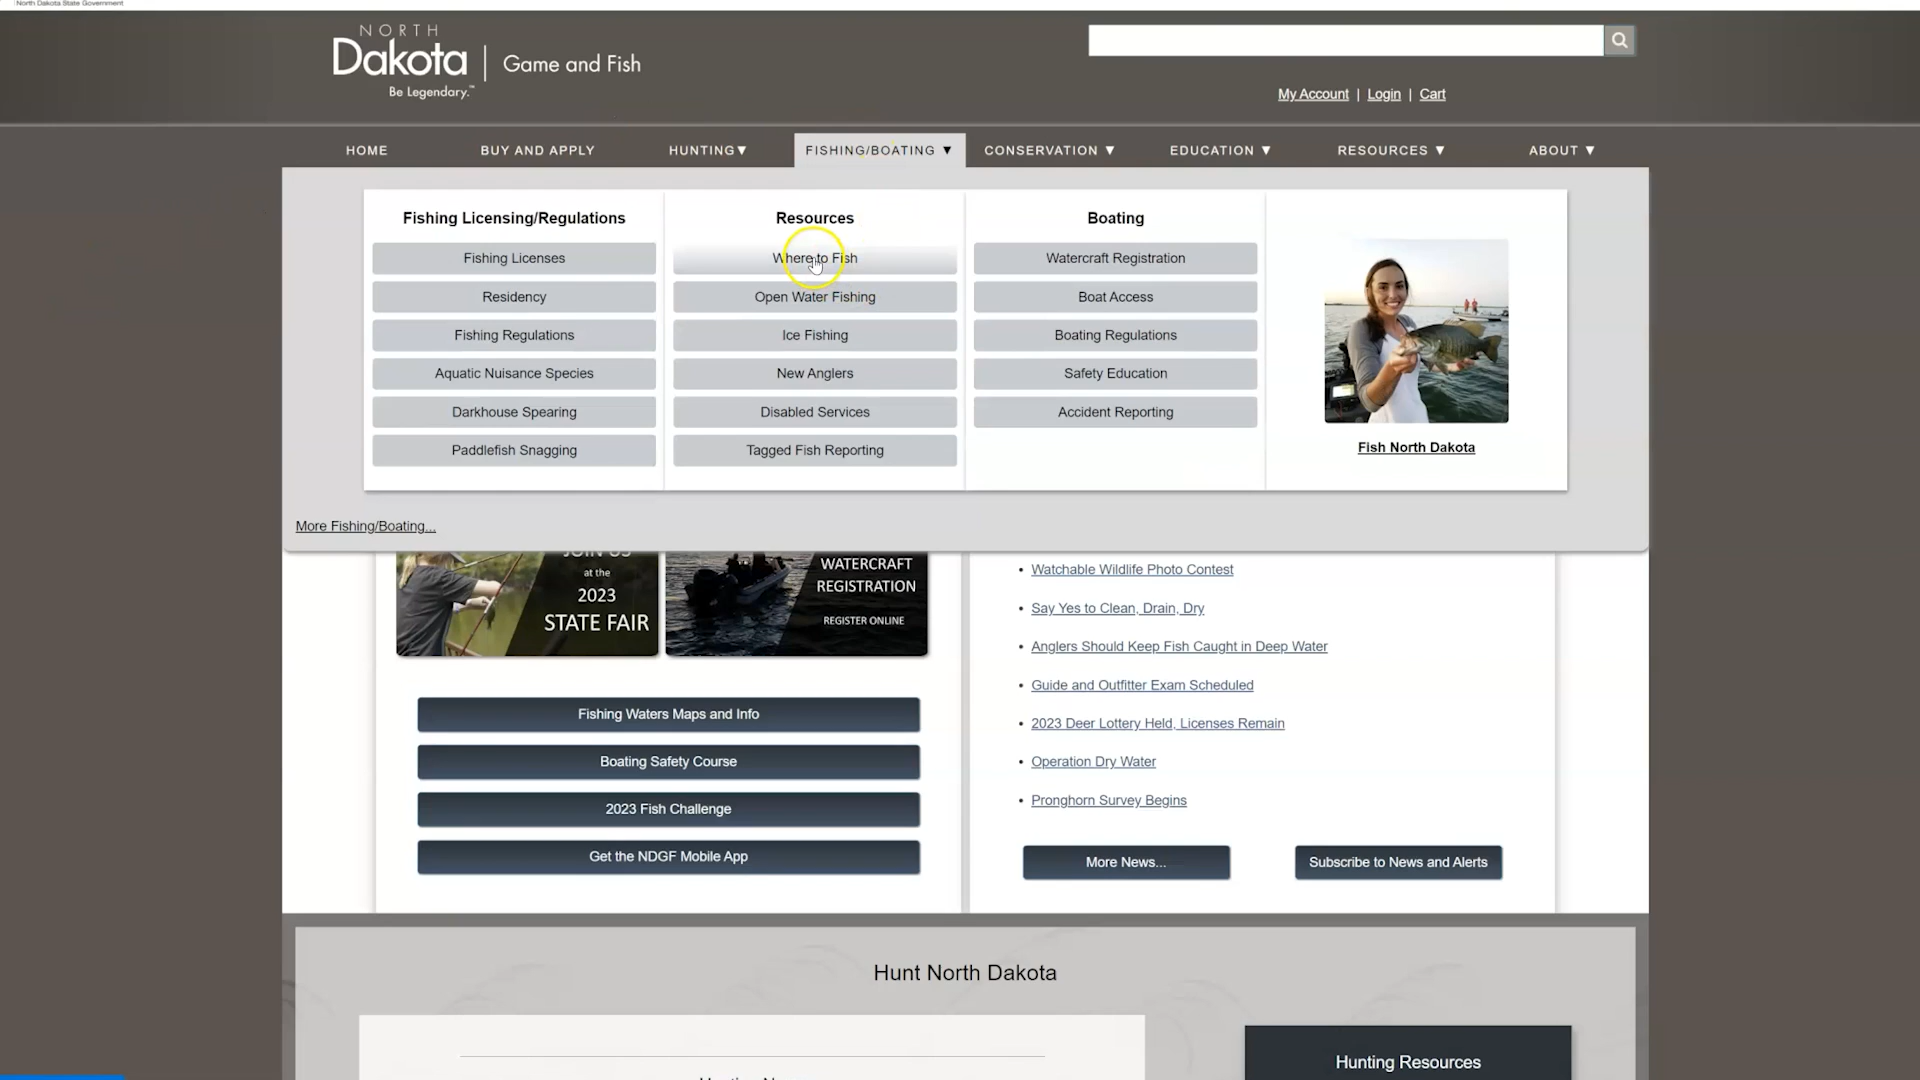 North Dakota State Government
NORTH
Dakota
Be Legendary.™
Game and Fish
My Account | Login | Cart
HOME
BUY AND APPLY
HUNTING▼
FISHING/BOATING ▼
CONSERVATION ▼
EDUCATION ▼
RESOURCES ▼
ABOUT ▼
Fishing Licensing/Regulations
Fishing Licenses
Residency
Fishing Regulations
Aquatic Nuisance Species
Darkhouse Spearing
Paddlefish Snagging
Resources
Where to Fish
Open Water Fishing
Ice Fishing
New Anglers
Disabled Services
Tagged Fish Reporting
Boating
Watercraft Registration
Boat Access
Boating Regulations
Safety Education
Accident Reporting
Fish North Dakota
More Fishing/Boating...
JOIN US
at the
2023
STATE FAIR
WATERCRAFT
REGISTRATION
REGISTER ONLINE
Fishing Waters Maps and Info
Boating Safety Course
2023 Fish Challenge
Get the NDGF Mobile App
• Watchable Wildlife Photo Contest
• Say Yes to Clean, Drain, Dry
• Anglers Should Keep Fish Caught in Deep Water
• Guide and Outfitter Exam Scheduled
• 2023 Deer Lottery Held, Licenses Remain
• Operation Dry Water
• Pronghorn Survey Begins
More News...
Subscribe to News and Alerts
Hunt North Dakota
Hunting Resources